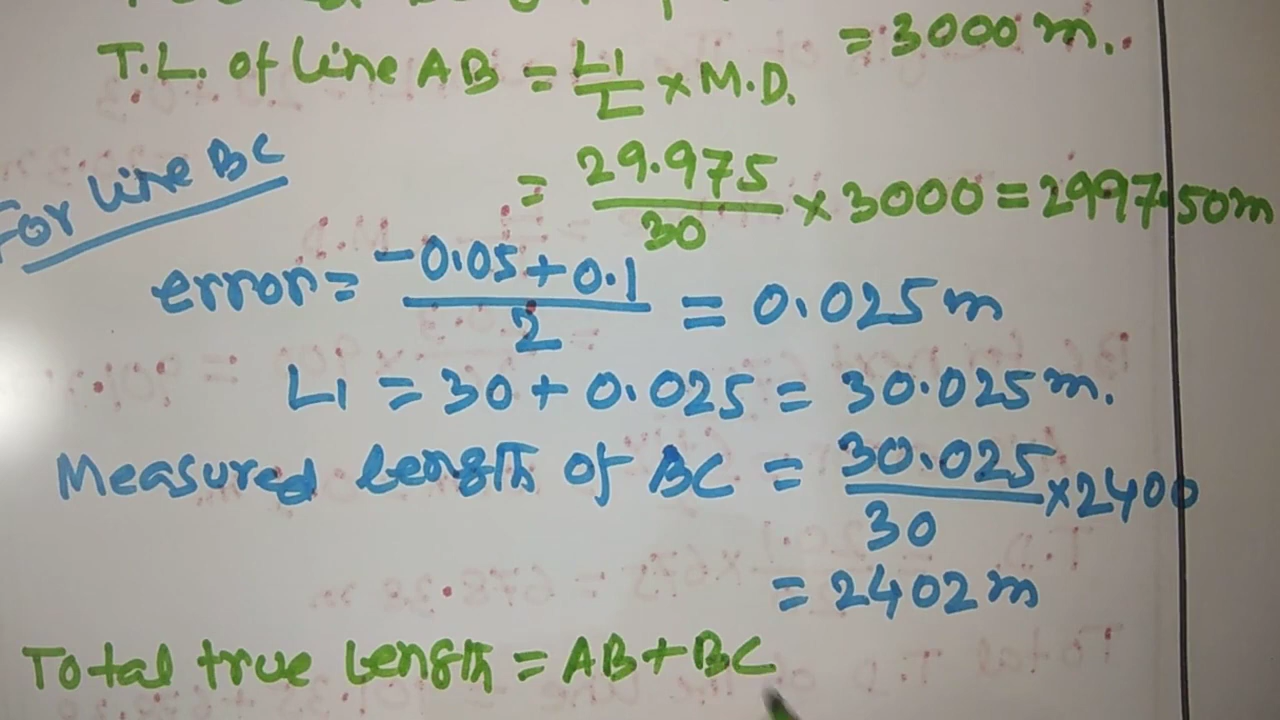 = 3000 m.
T.L. of line AB = L1/L × M.D.
= 29.975/30 × 3000 = 2997.50m
For line BC
error = -0.05+0.1/2 = 0.025 m
L1 = 30 + 0.025 = 30.025 m.
Measured length of BC = 30.025/30 ×2400
= 2402 m
Total true length = AB+BC